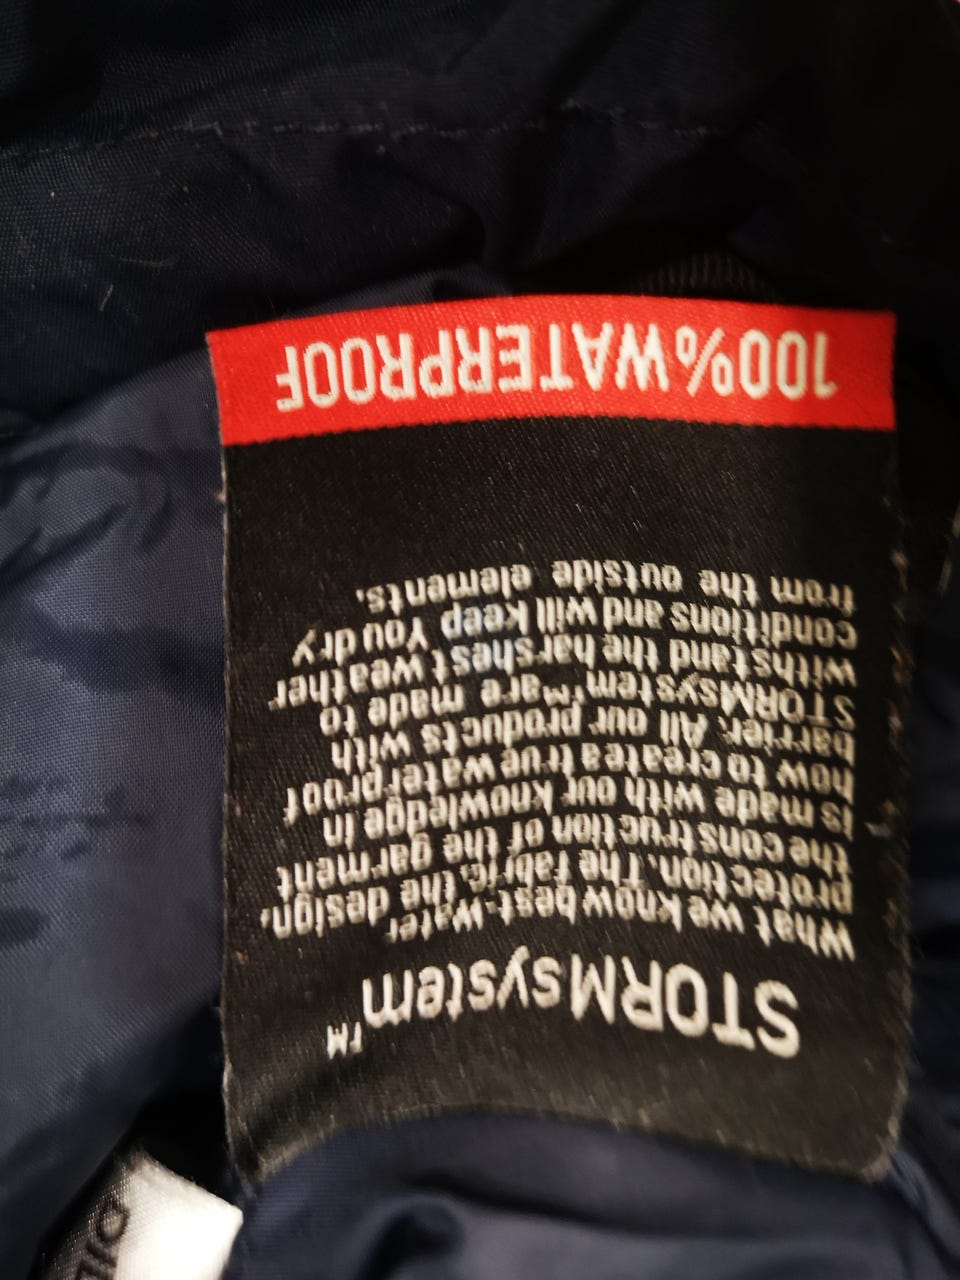 STORMsystem™
What we know best-Water
protection. The fabric, the design,
the construction of the garment
is made with our knowledge in
how to create a true waterproof
barrier. All our products with
STORMsystem™ are made to
withstand the harshest weather
conditions and will keep You dry
from the outside elements.
100% WATERPROOF